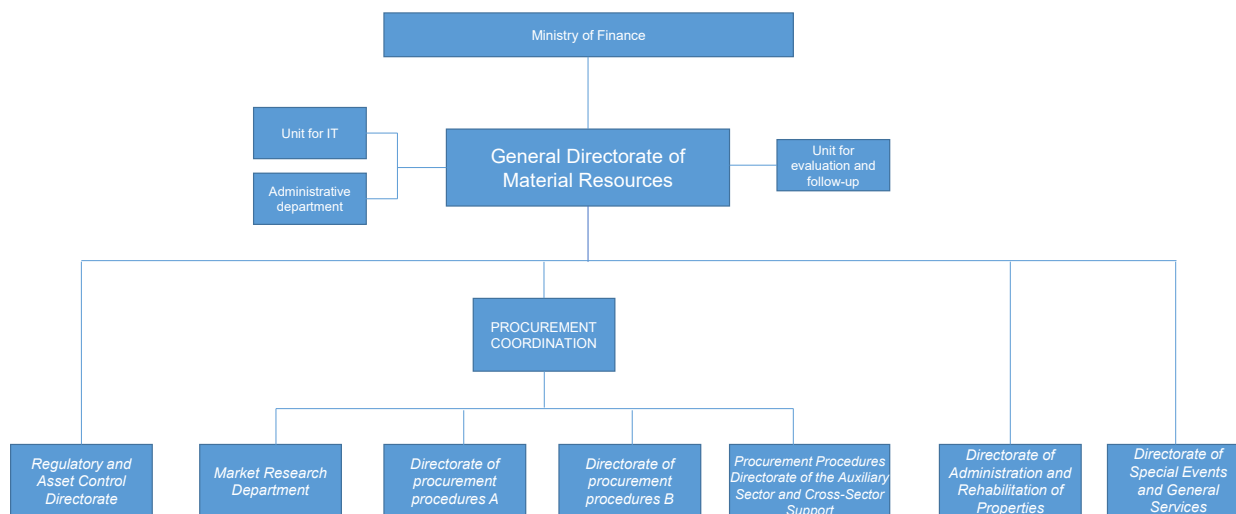 Ministry of Finance
Unit for IT
Administrative
department
General Directorate of
Material Resources
Unit for
evaluation and
follow-up
PROCUREMENT
COORDINATION
Regulatory and
Asset Control
Directorate
Market Research
Department
Directorate of
procurement
procedures A
Directorate of
procurement
procedures B
Procurement Procedures
Directorate of the Auxiliary
Sector and Cross-Sector
Support
Directorate of
Administration and
Rehabilitation of
Properties
Directorate of
Special Events
and General
Services